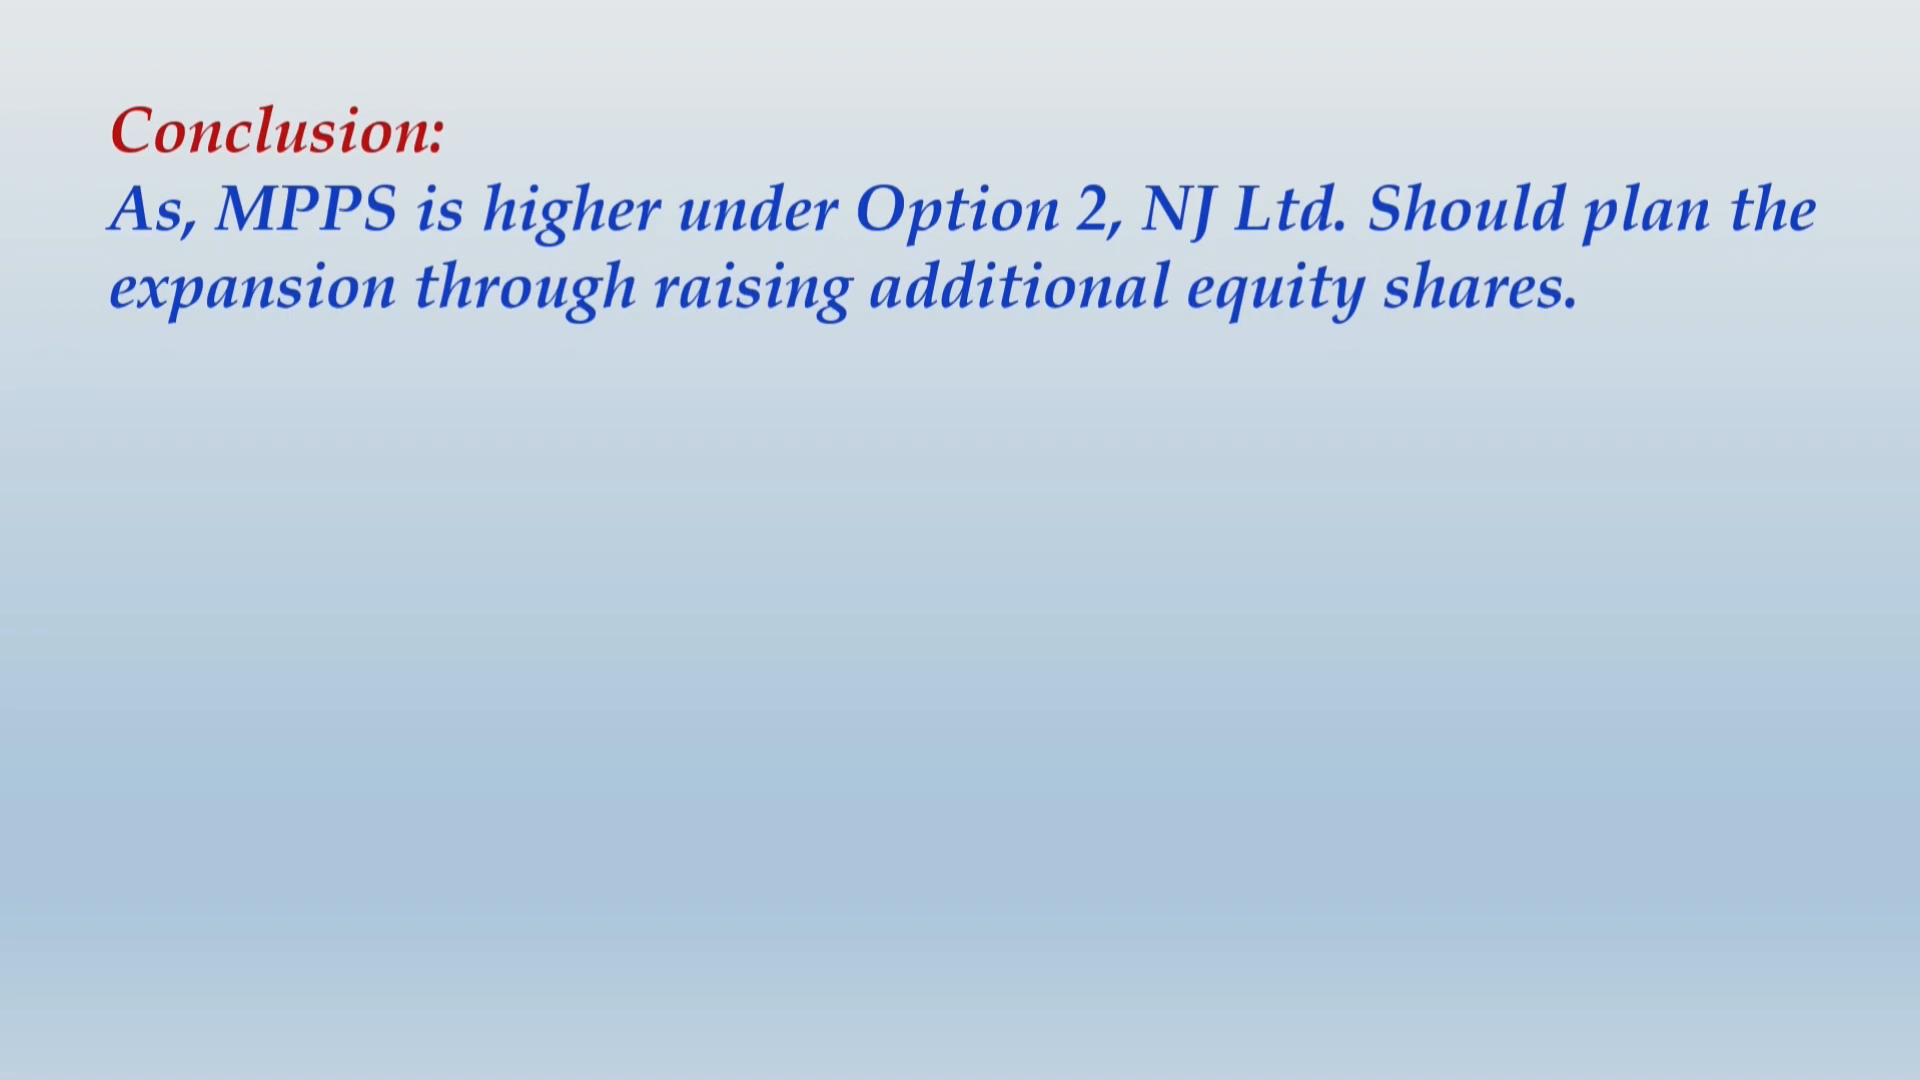 Conclusion:
As, MPPS is higher under Option 2, NJ Ltd. Should plan the
expansion through raising additional equity shares.